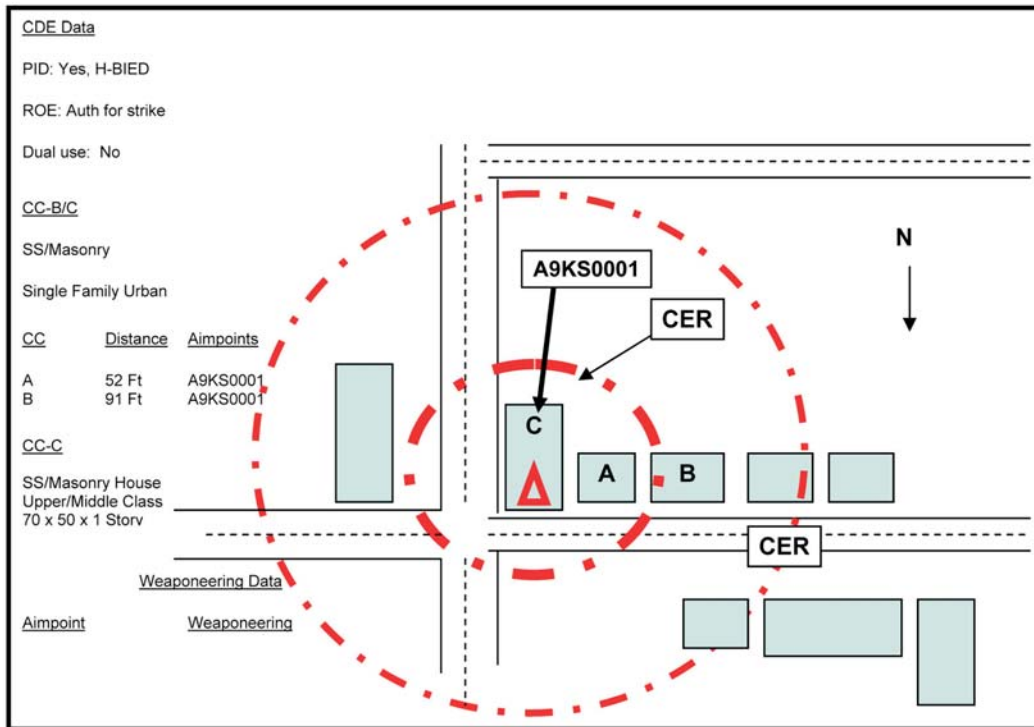 CDE Data
PID: Yes, H-BIED
ROE: Auth for strike
Dual use: No
CC-B/C
SS/Masonry
Single Family Urban
CC Distance Aimpoints
A 52 Ft A9KS0001
B 91 Ft A9KS0001
CC-C
SS/Masonry House
Upper/Middle Class
70 x 50 x 1 Story
Weaponeering Data
Aimpoint Weaponeering
A9KS0001
CER
N
C
A
B
CER